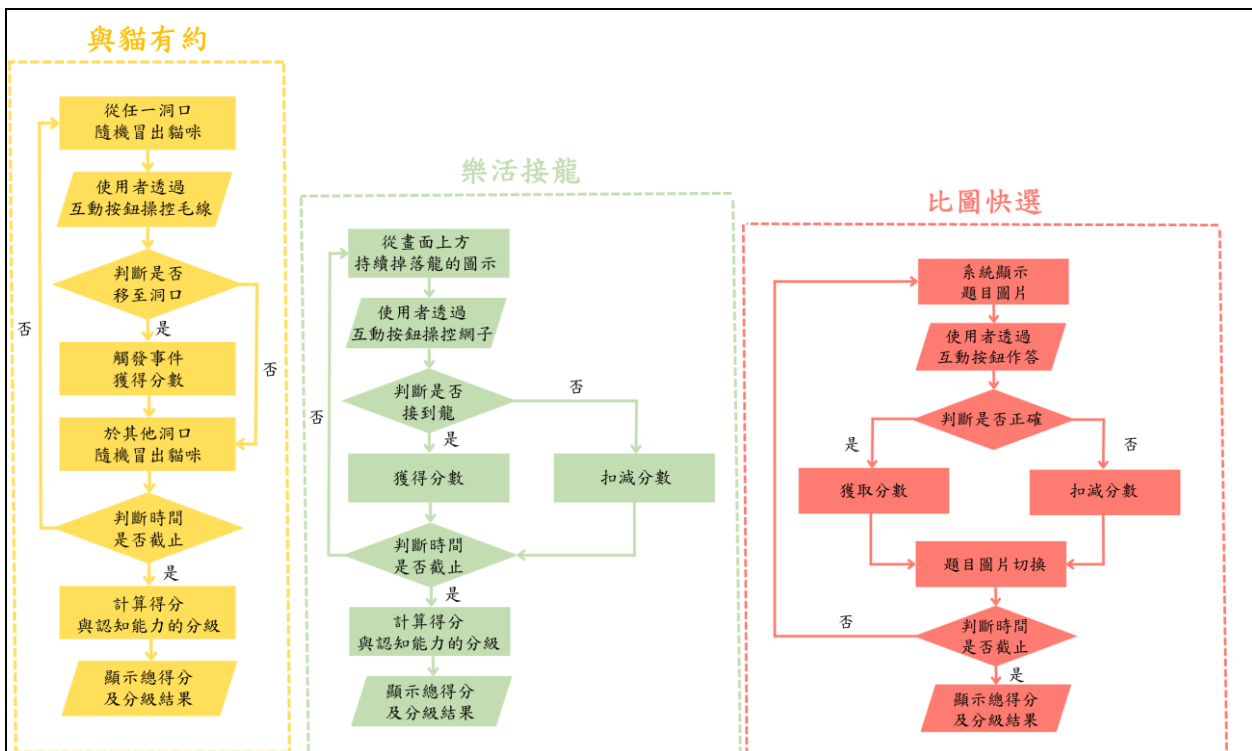 與貓有約
從任一洞口
隨機冒出貓咪
使用者透過
互動按鈕操控毛線
判斷是否
移至洞口
是
否
否
觸發事件
獲得分數
於其他洞口
隨機冒出貓咪
判斷時間
是否截止
是
計算得分
與認知能力的分級
顯示總得分
及分級結果
樂活接龍
從畫面上方
持續掉落龍的圖示
使用者透過
互動按鈕操控網子
判斷是否
接到龍
否
否
是
獲得分數
扣減分數
判斷時間
是否截止
是
計算得分
與認知能力的分級
顯示總得分
及分級結果
比圖快選
系統顯示
題目圖片
使用者透過
互動按鈕作答
判斷是否正確
是
否
獲取分數
扣減分數
題目圖片切換
否
判斷時間
是否截止
是
顯示總得分
及分級結果